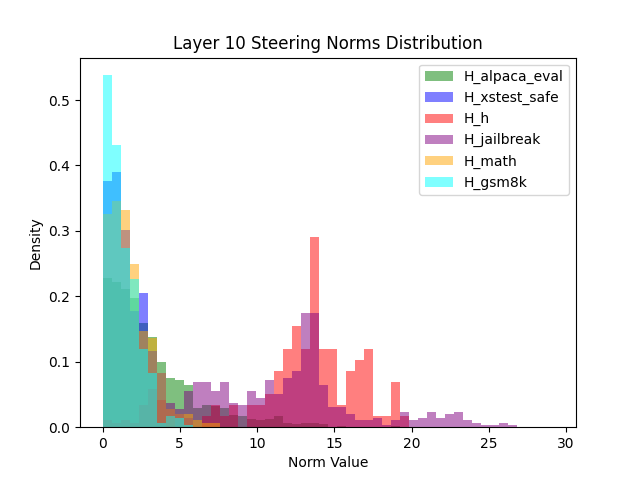 Layer 10 Steering Norms Distribution
H_alpaca_eval
H_xstest_safe
H_h
H_jailbreak
H_math
H_gsm8k
Density
0.5
0.4
0.3
0.2
0.1
0.0
0 5 10 15 20 25 30
Norm Value